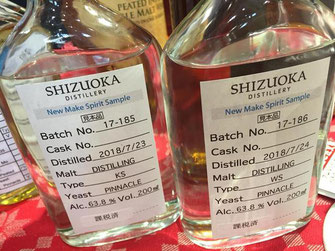 PEATED
MALT
SHIZUOKA
DISTILLERY
New Make Spirit Sample
見本品
Batch No. 17-185
Cask No.
Distilled 2018/7/23
Malt DISTILLING
Type KS
Yeast PINNACLE
Alc. 63.8 % Vol. 200ml
課税済
SHIZUOKA
DISTILLERY
New Make Spirit Sample
見本品
Batch No. 17-186
Cask No.
Distilled 2018/7/24
Malt DISTILLING
Type WS
Yeast PINNACLE
Alc. 63.8 % Vol. 200ml
課税済